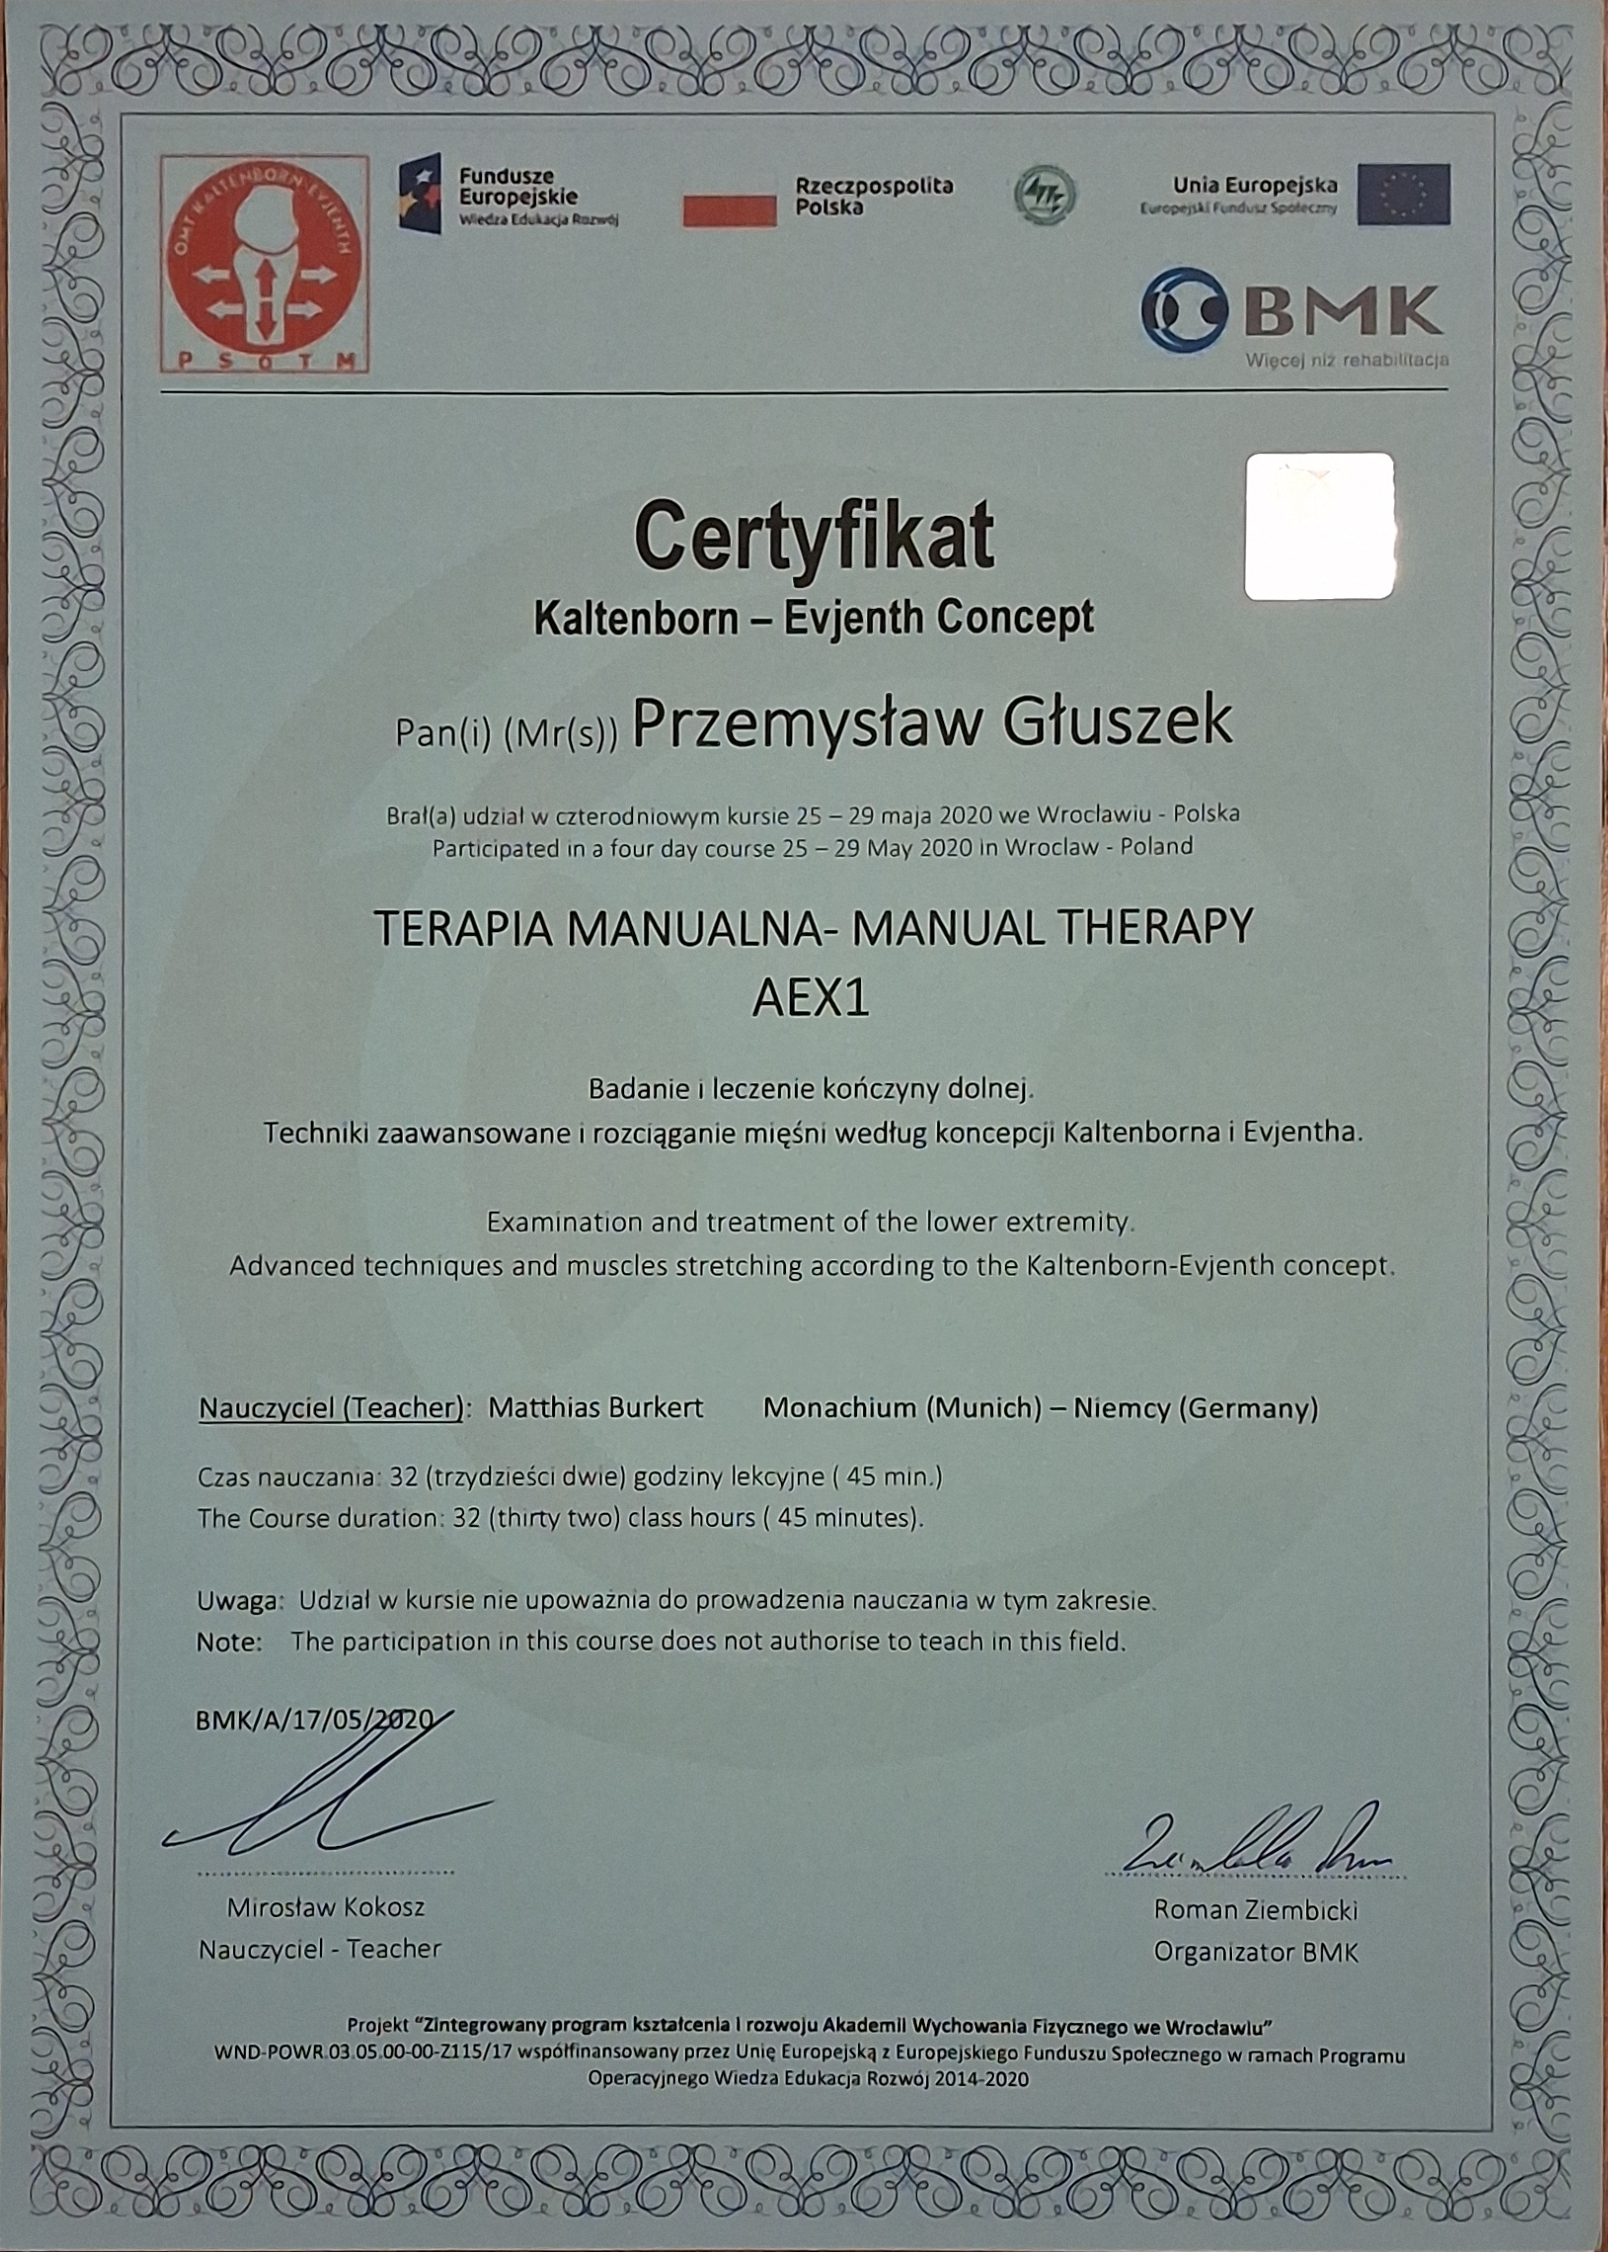 OMT KALTENBORN EVJENTH
P S O T M
Fundusze
Europejskie
Wiedza Edukacja Rozwój
Rzeczpospolita
Polska
Unia Europejska
Europejski Fundusz Społeczny
BMK
Więcej niż rehabilitacja
Certyfikat
Kaltenborn – Evjenth Concept
Pan(i) (Mr(s)) Przemysław Głuszek
Brał(a) udział w czterodniowym kursie 25 – 29 maja 2020 we Wrocławiu - Polska
Participated in a four day course 25 – 29 May 2020 in Wroclaw - Poland
TERAPIA MANUALNA- MANUAL THERAPY
AEX1
Badanie i leczenie kończyny dolnej.
Techniki zaawansowane i rozciąganie mięśni według koncepcji Kaltenborna i Evjentha.
Examination and treatment of the lower extremity.
Advanced techniques and muscles stretching according to the Kaltenborn-Evjenth concept.
Nauczyciel (Teacher): Matthias Burkert Monachium (Munich) – Niemcy (Germany)
Czas nauczania: 32 (trzydzieści dwie) godziny lekcyjne ( 45 min.)
The Course duration: 32 (thirty two) class hours ( 45 minutes).
Uwaga: Udział w kursie nie upoważnia do prowadzenia nauczania w tym zakresie.
Note: The participation in this course does not authorise to teach in this field.
BMK/A/17/05/2020
Mirosław Kokosz
Nauczyciel - Teacher
Roman Ziembicki
Organizator BMK
Projekt “Zintegrowany program kształcenia i rozwoju Akademii Wychowania Fizycznego we Wrocławiu”
WND-POWR.03.05.00-00-Z115/17 współfinansowany przez Unię Europejską z Europejskiego Funduszu Społecznego w ramach Programu
Operacyjnego Wiedza Edukacja Rozwój 2014-2020